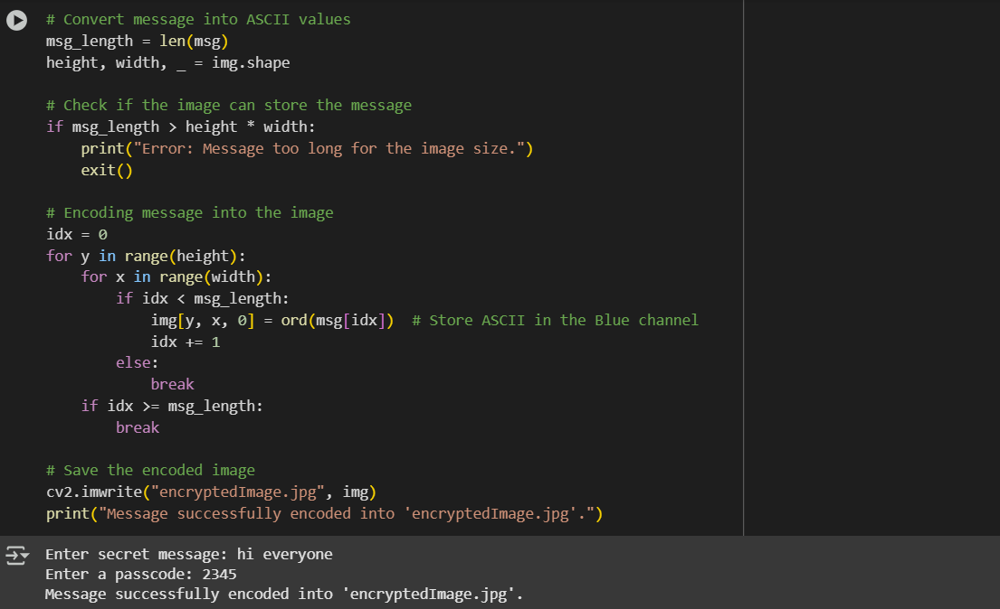 # Convert message into ASCII values
msg_length = len(msg)
height, width, _ = img.shape

# Check if the image can store the message
if msg_length > height * width:
    print("Error: Message too long for the image size.")
    exit()

# Encoding message into the image
idx = 0
for y in range(height):
    for x in range(width):
        if idx < msg_length:
            img[y, x, 0] = ord(msg[idx])  # Store ASCII in the Blue channel
            idx += 1
        else:
            break
    if idx >= msg_length:
        break

# Save the encoded image
cv2.imwrite("encryptedImage.jpg", img)
print("Message successfully encoded into 'encryptedImage.jpg'.")
Enter secret message: hi everyone
Enter a passcode: 2345
Message successfully encoded into 'encryptedImage.jpg'.